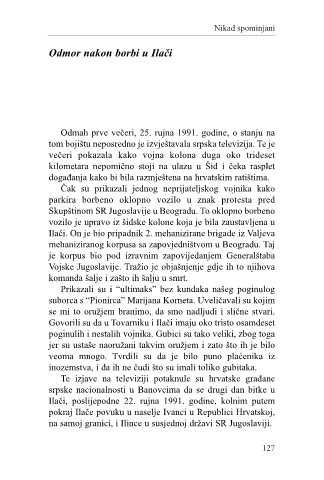 Nikad spominjani
Odmor nakon borbi u Ilači
Odmah prve večeri, 25. rujna 1991. godine, o stanju na
tom bojištu neposredno je izvještavala srpska televizija. Te je
večeri pokazala kako vojna kolona duga oko trideset
kilometara nepomično stoji na ulazu u Šid i čeka rasplet
događanja kako bi bila razmještena na hrvatskim ratištima.
Čak su prikazali jednog neprijateljskog vojnika kako
parkira borbeno oklopno vozilo u znak protesta pred
Skupštinom SR Jugoslavije u Beogradu. To oklopno borbeno
vozilo je upravo iz šidske kolone koja je bila zaustavljena u
Ilači. On je bio pripadnik 2. mehanizirane brigade iz Valjeva
mehaniziranog korpusa sa zapovjedništvom u Beogradu. Taj
je korpus bio pod izravnim zapovijedanjem Generalštaba
Vojske Jugoslavije. Tražio je objašnjenje gdje ih to njihova
komanda šalje i zašto ih šalju u smrt.
Prikazali su i “ultimaks” bez kundaka našeg poginulog
suborca s “Pionirca” Marijana Korneta. Uveličavali su kojim
se mi to oružjem branimo, da smo nadljudi i slične stvari.
Govorili su da u Tovarniku i Ilači imaju oko tristo osamdeset
poginulih i nestalih vojnika. Gubici su tako veliki, zbog toga
jer su ustaše naoružani takvim oružjem i zato što ih je bilo
veoma mnogo. Tvrdili su da je bilo puno plaćenika iz
inozemstva, i da ih ne čudi što su imali toliko gubitaka.
Te izjave na televiziji potaknule su hrvatske građane
srpske nacionalnosti u Banovcima da se drugi dan bitke u
Ilači, poslijepodne 22. rujna 1991. godine, kolnim putem
pokraj Ilače povuku u naselje Ivanci u Republici Hrvatskoj,
na samoj granici, i Ilince u susjednoj državi SR Jugoslaviji.
127